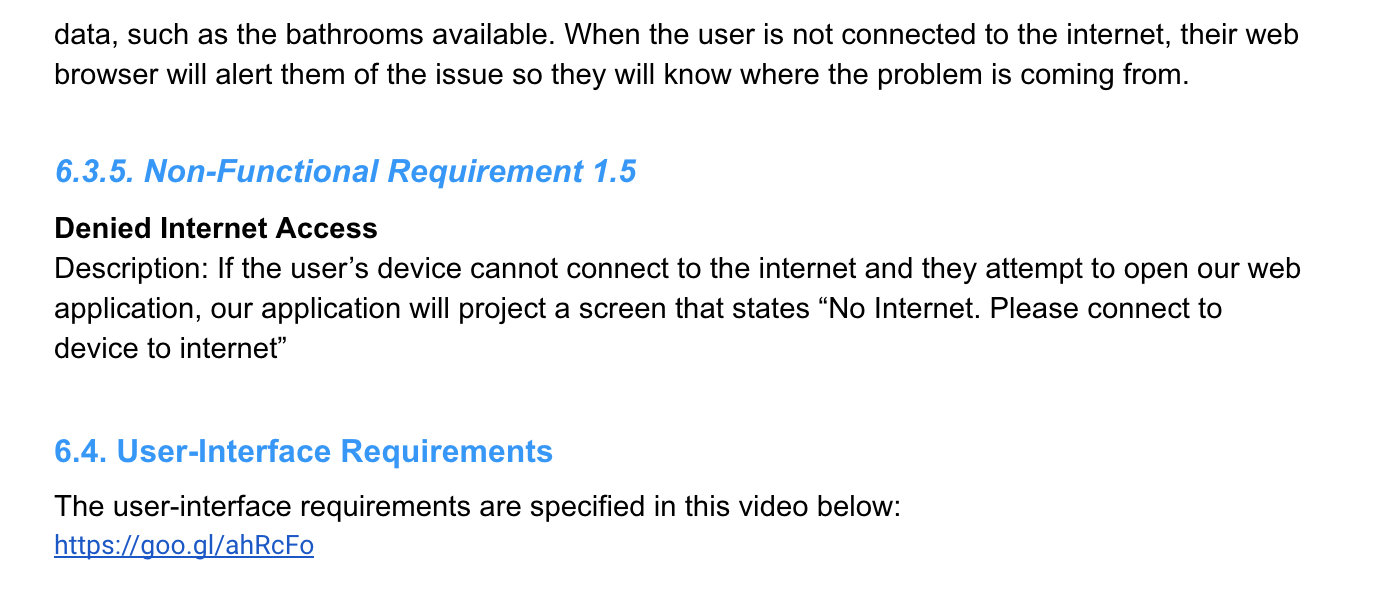 data, such as the bathrooms available. When the user is not connected to the internet, their web
browser will alert them of the issue so they will know where the problem is coming from.
6.3.5. Non-Functional Requirement 1.5
Denied Internet Access
Description: If the user’s device cannot connect to the internet and they attempt to open our web
application, our application will project a screen that states “No Internet. Please connect to
device to internet”
6.4. User-Interface Requirements
The user-interface requirements are specified in this video below:
https://goo.gl/ahRcFo